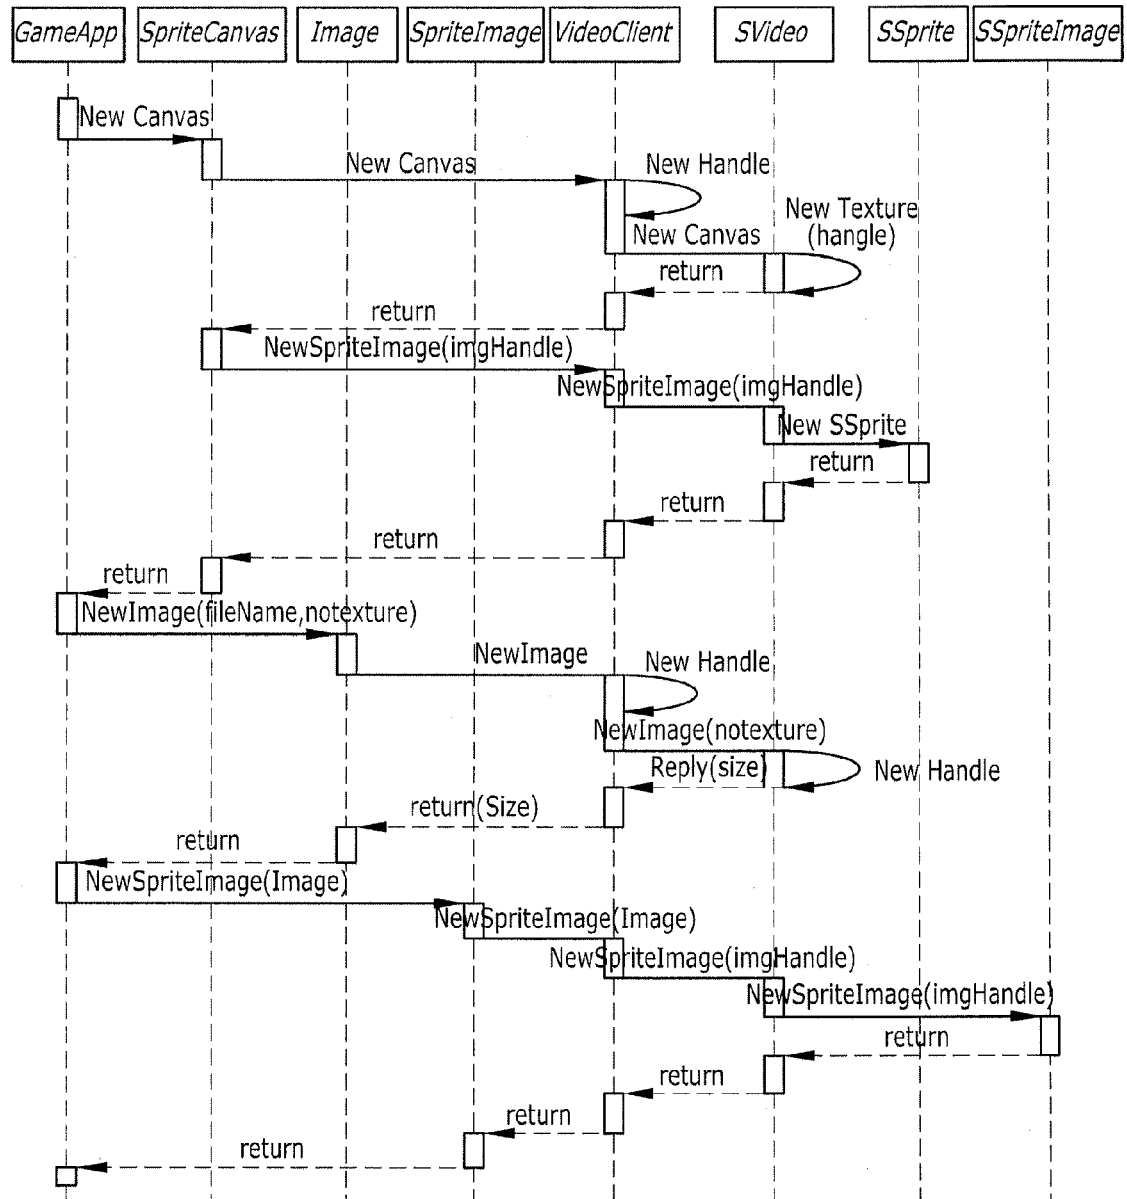 GameApp
SpriteCanvas
Image
SpriteImage
VideoClient
SVideo
SSprite
SSpriteImage
New Canvas
New Canvas
New Handle
New Texture
(hangle)
New Canvas
return
return
NewSpriteImage(imgHandle)
NewSpriteImage(imgHandle)
New SSprite
return
return
return
return
NewImage(fileName,notexture)
NewImage
New Handle
NewImage(notexture)
Reply(size)
New Handle
return(Size)
return
NewSpriteImage(Image)
NewSpriteImage(Image)
NewSpriteImage(imgHandle)
NewSpriteImage(imgHandle)
return
return
return
return